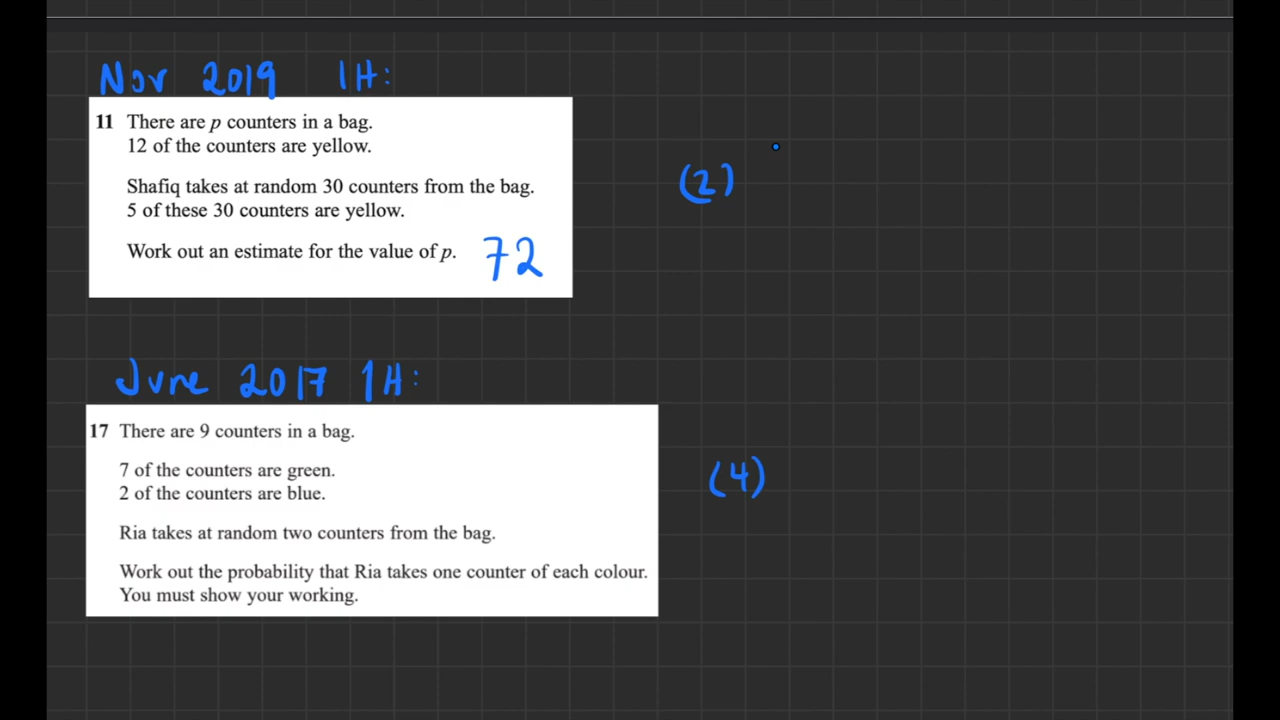 Nov 2019 1H:
11 There are p counters in a bag.
12 of the counters are yellow.
Shafiq takes at random 30 counters from the bag.
5 of these 30 counters are yellow.
Work out an estimate for the value of p. 72
(2)
June 2017 1H:
17 There are 9 counters in a bag.
7 of the counters are green.
2 of the counters are blue.
Ria takes at random two counters from the bag.
Work out the probability that Ria takes one counter of each colour.
You must show your working.
(4)